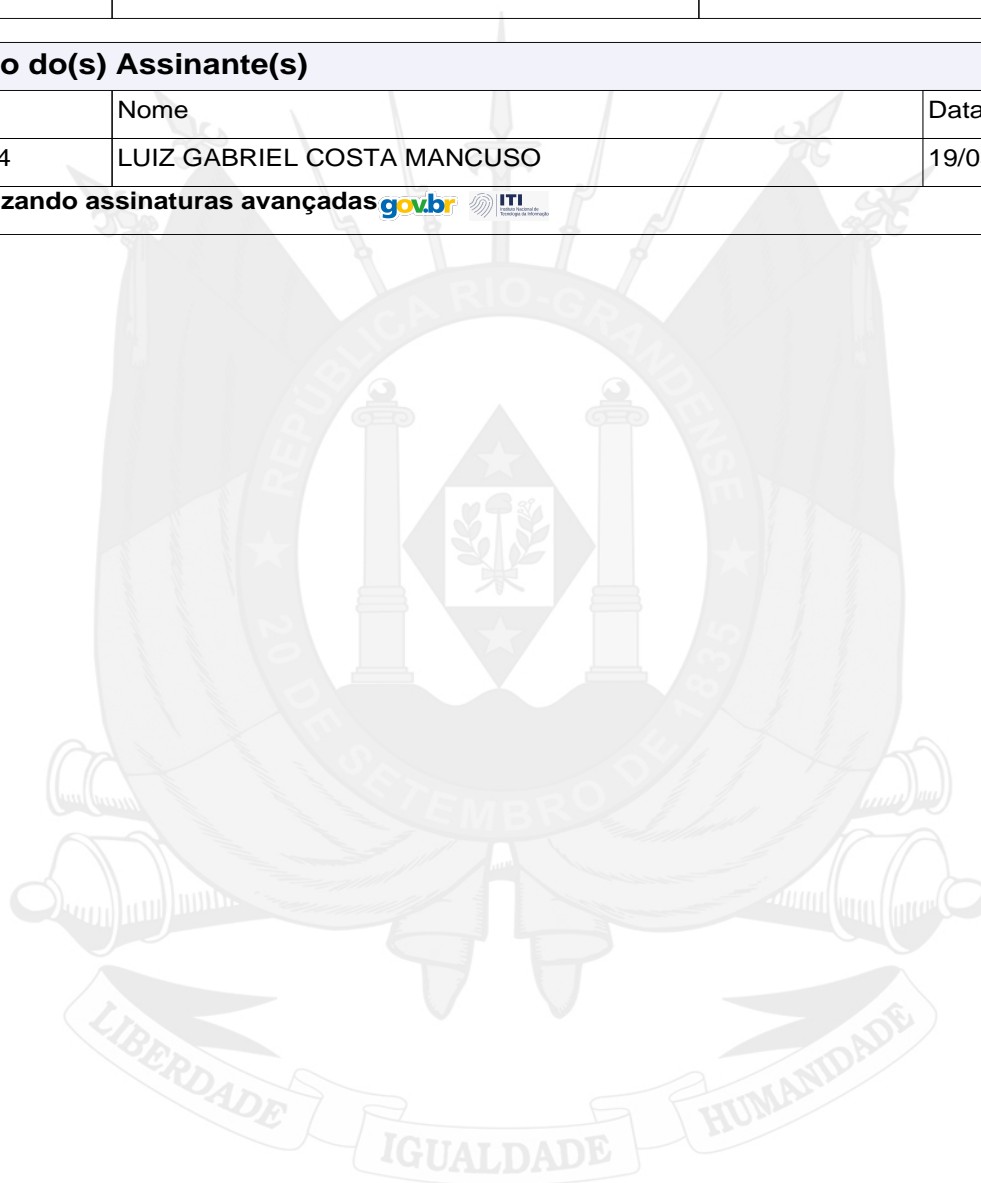 o do(s) Assinante(s)
Nome Data
4 LUIZ GABRIEL COSTA MANCUSO 19/0
zando assinaturas avançadas gov.br ITI
REPÚBLICA RIO-GRANDENSE
20 DE SETEMBRO DE 1835
LIBERDADE IGUALDADE HUMANIDADE